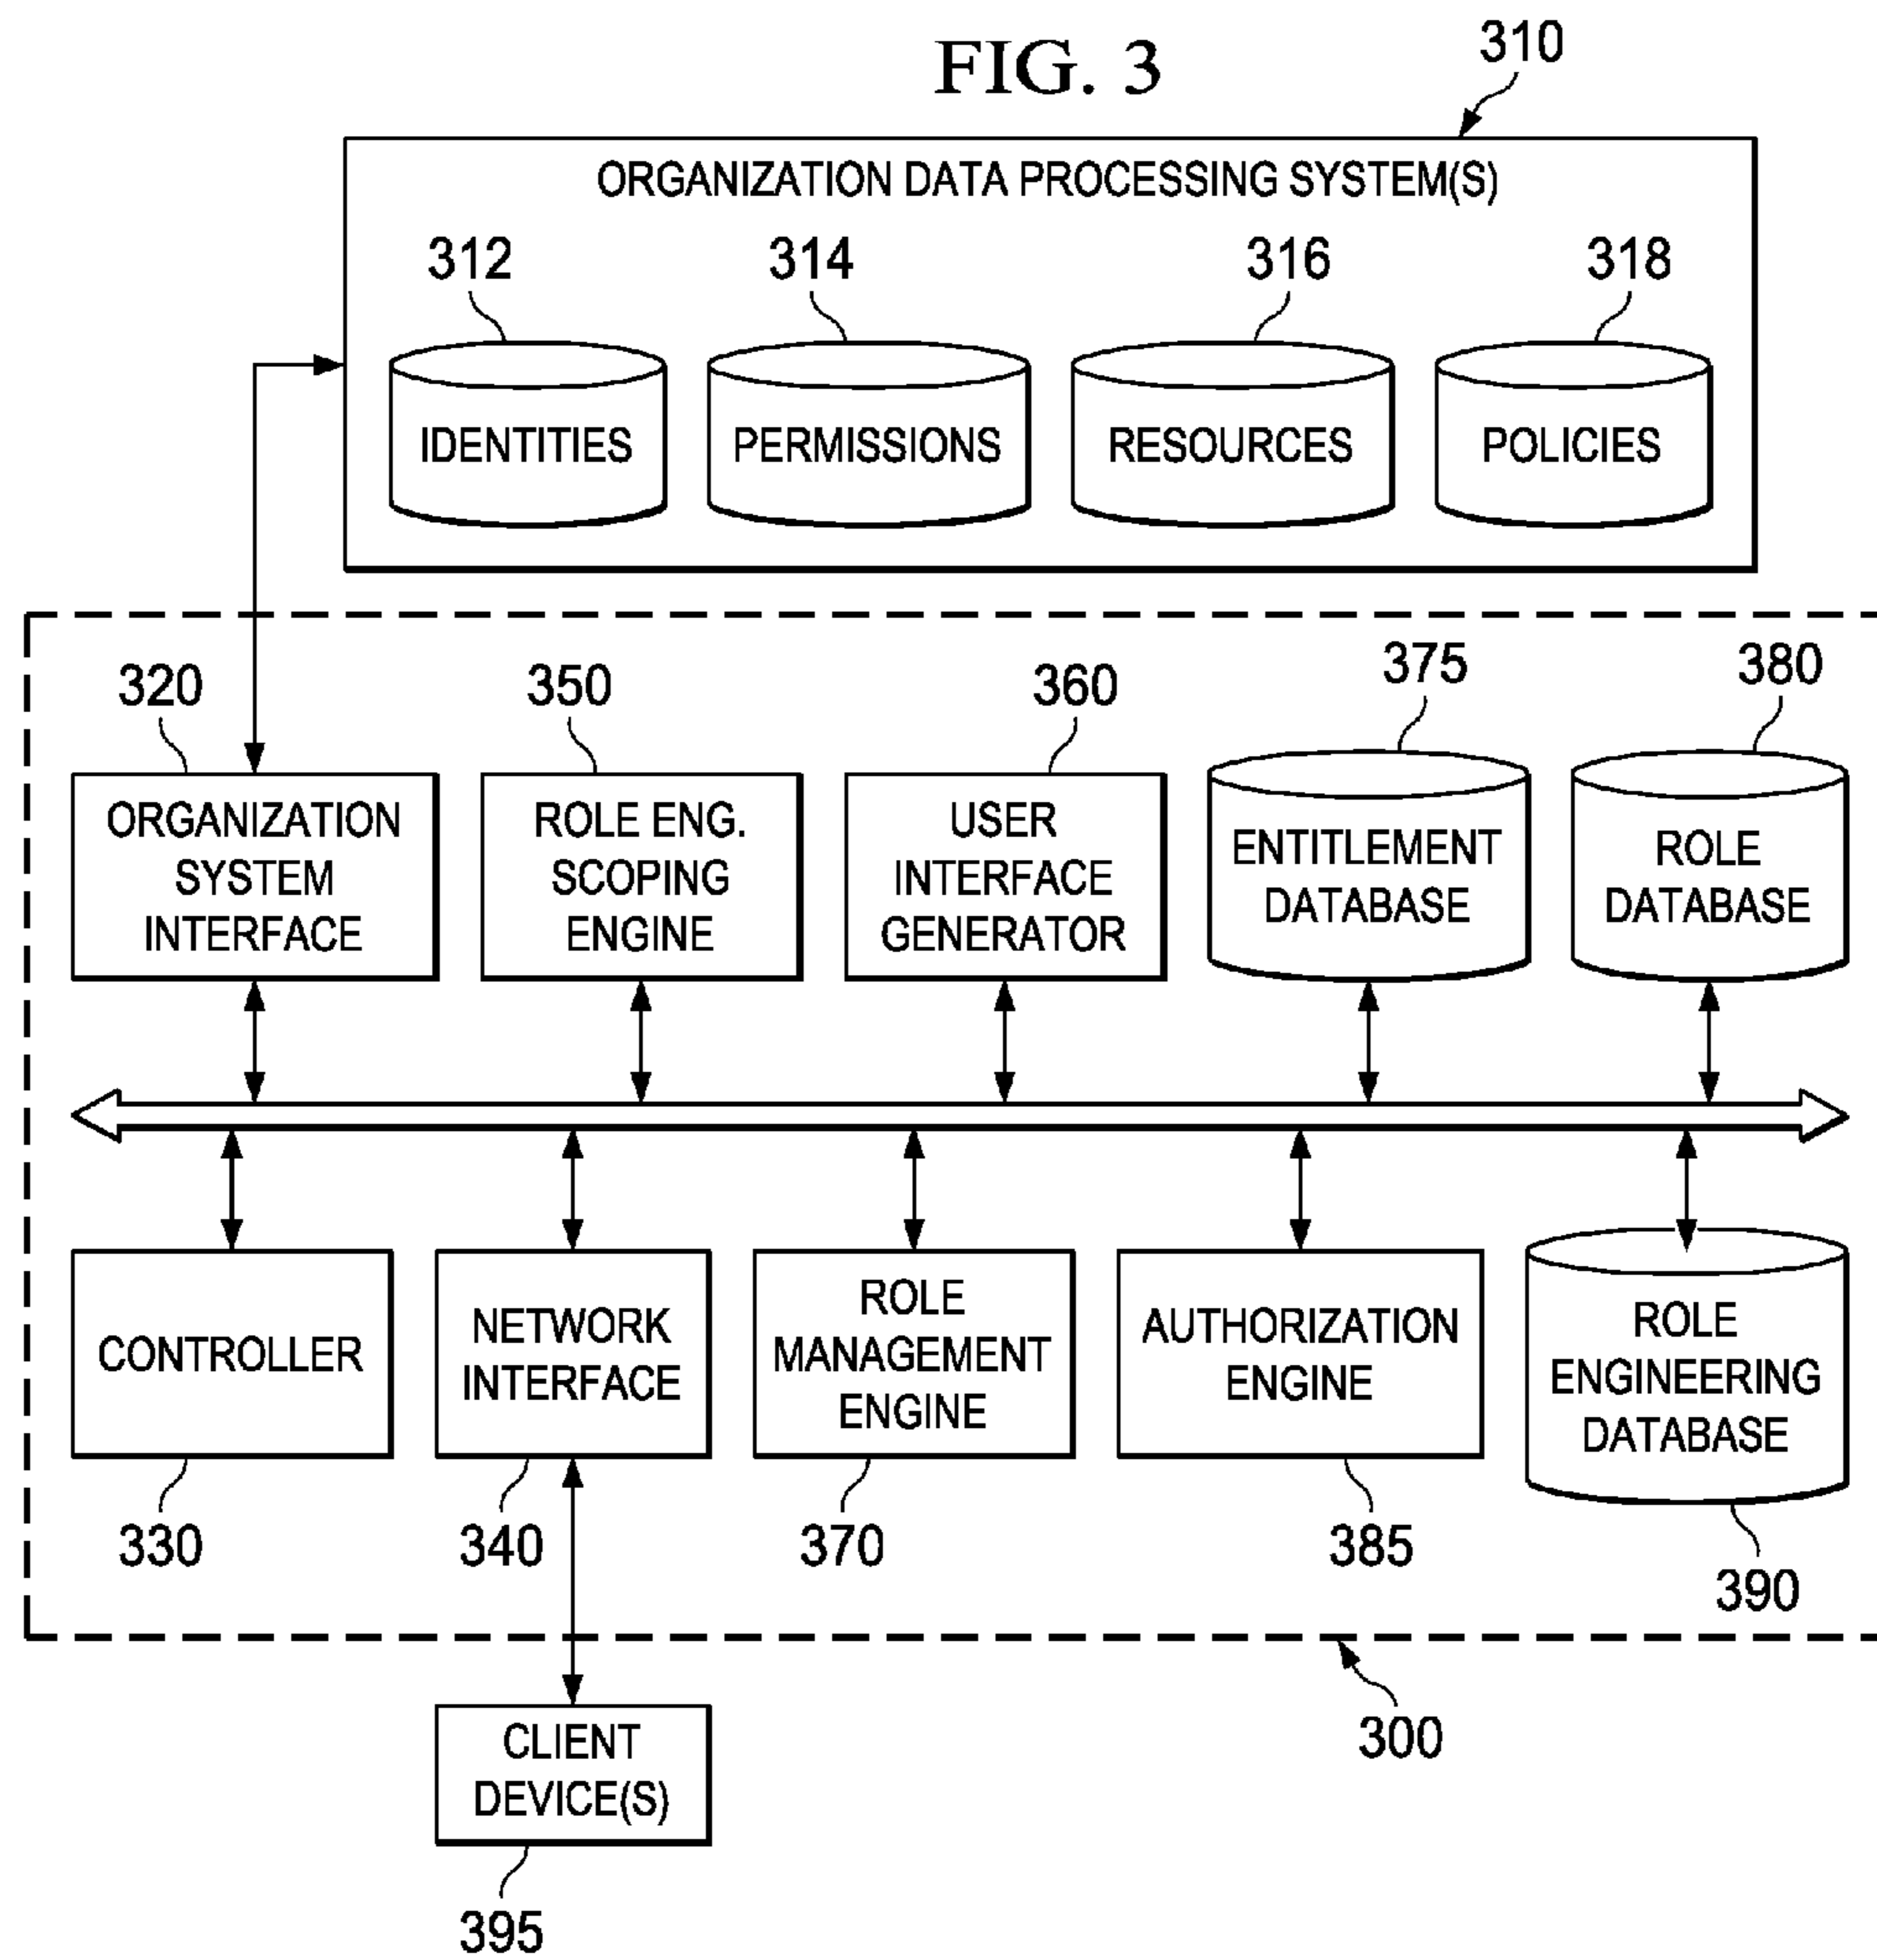 FIG. 3
310
ORGANIZATION DATA PROCESSING SYSTEM(S)
312
314
316
318
IDENTITIES
PERMISSIONS
RESOURCES
POLICIES
320
350
360
375
380
ORGANIZATION
SYSTEM
INTERFACE
ROLE ENG.
SCOPING
ENGINE
USER
INTERFACE
GENERATOR
ENTITLEMENT
DATABASE
ROLE
DATABASE
CONTROLLER
NETWORK
INTERFACE
ROLE
MANAGEMENT
ENGINE
AUTHORIZATION
ENGINE
ROLE
ENGINEERING
DATABASE
330
340
370
385
390
300
CLIENT
DEVICE(S)
395